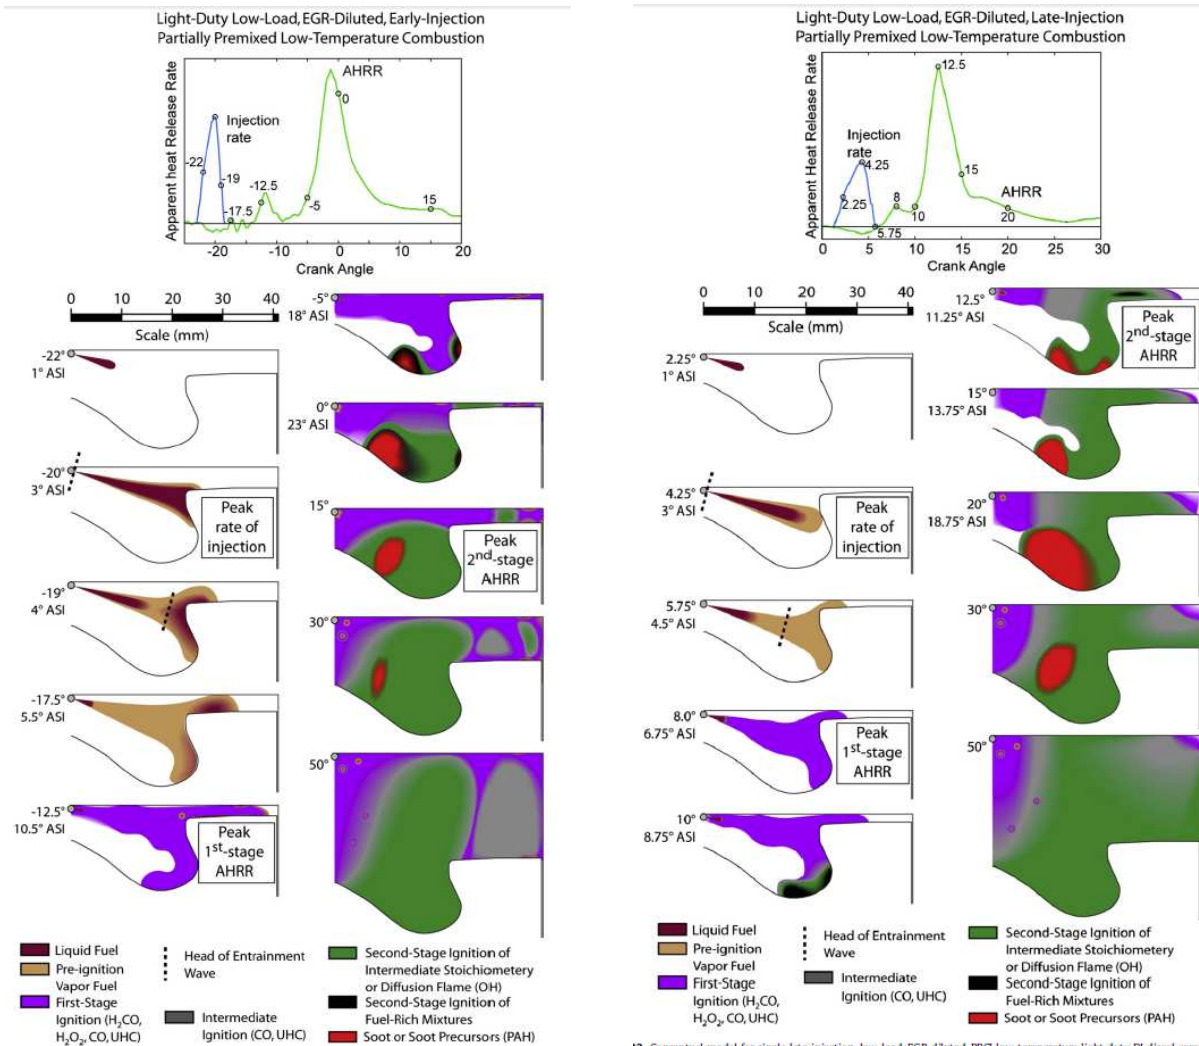 Light-Duty Low-Load, EGR-Diluted, Early-Injection
Partially Premixed Low-Temperature Combustion
Apparent Heat Release Rate
AHRR
0
Injection
rate
-22
-19
-17.5
-12.5
-5
15
-20
-10
0
10
20
Crank Angle
0
10
20
30
40
Scale (mm)
-22°
1° ASI
-20°
3° ASI
Peak
rate of
injection
-19°
4° ASI
-17.5°
5.5° ASI
-12.5°
10.5° ASI
Peak
1st-stage
AHRR
-5°
18° ASI
0°
23° ASI
15°
Peak
2nd-stage
AHRR
30°
50°
Liquid Fuel
Pre-ignition
Vapor Fuel
First-Stage
Ignition (H₂CO,
H₂O₂, CO, UHC)
Head of Entrainment
Wave
Intermediate
Ignition (CO, UHC)
Second-Stage Ignition of
Intermediate Stoichiometery
or Diffusion Flame (OH)
Second-Stage Ignition of
Fuel-Rich Mixtures
Soot or Soot Precursors (PAH)
Light-Duty Low-Load, EGR-Diluted, Late-Injection
Partially Premixed Low-Temperature Combustion
Apparent Heat Release Rate
12.5
Injection
rate
4.25
2.25
5.75
8
10
15
AHRR
20
0
5
10
15
20
25
30
Crank Angle
0
10
20
30
40
Scale (mm)
2.25°
1° ASI
4.25°
3° ASI
Peak
rate of
injection
5.75°
4.5° ASI
8.0°
6.75° ASI
Peak
1st-stage
AHRR
10°
8.75° ASI
12.5°
11.25° ASI
Peak
2nd-stage
AHRR
15°
13.75° ASI
20°
18.75° ASI
30°
50°
Liquid Fuel
Pre-ignition
Vapor Fuel
First-Stage
Ignition (H₂CO,
H₂O₂, CO, UHC)
Head of Entrainment
Wave
Intermediate
Ignition (CO, UHC)
Second-Stage Ignition of
Intermediate Stoichiometery
or Diffusion Flame (OH)
Second-Stage Ignition of
Fuel-Rich Mixtures
Soot or Soot Precursors (PAH)